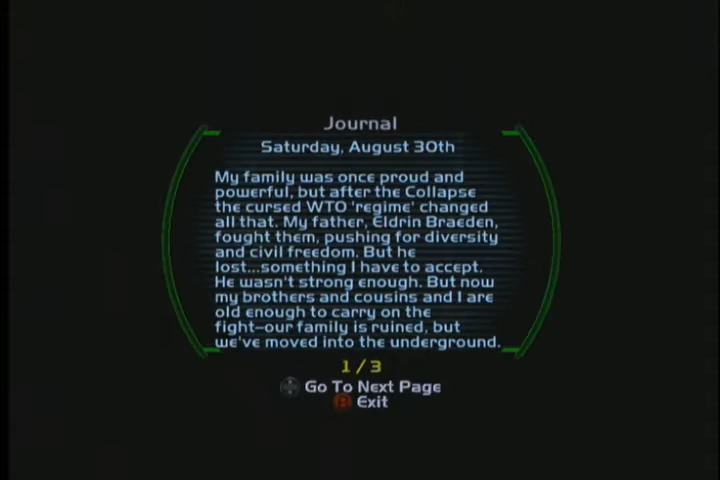 Journal
Saturday, August 30th
My family was once proud and
powerful, but after the Collapse
the cursed WTO 'regime' changed
all that. My father, Eldrin Braeden,
fought them, pushing for diversity
and civil freedom. But he
lost...something I have to accept.
He wasn't strong enough. But now
my brothers and cousins and I are
old enough to carry on the
fight–our family is ruined, but
we've moved into the underground.
1/3
Go To Next Page
Exit